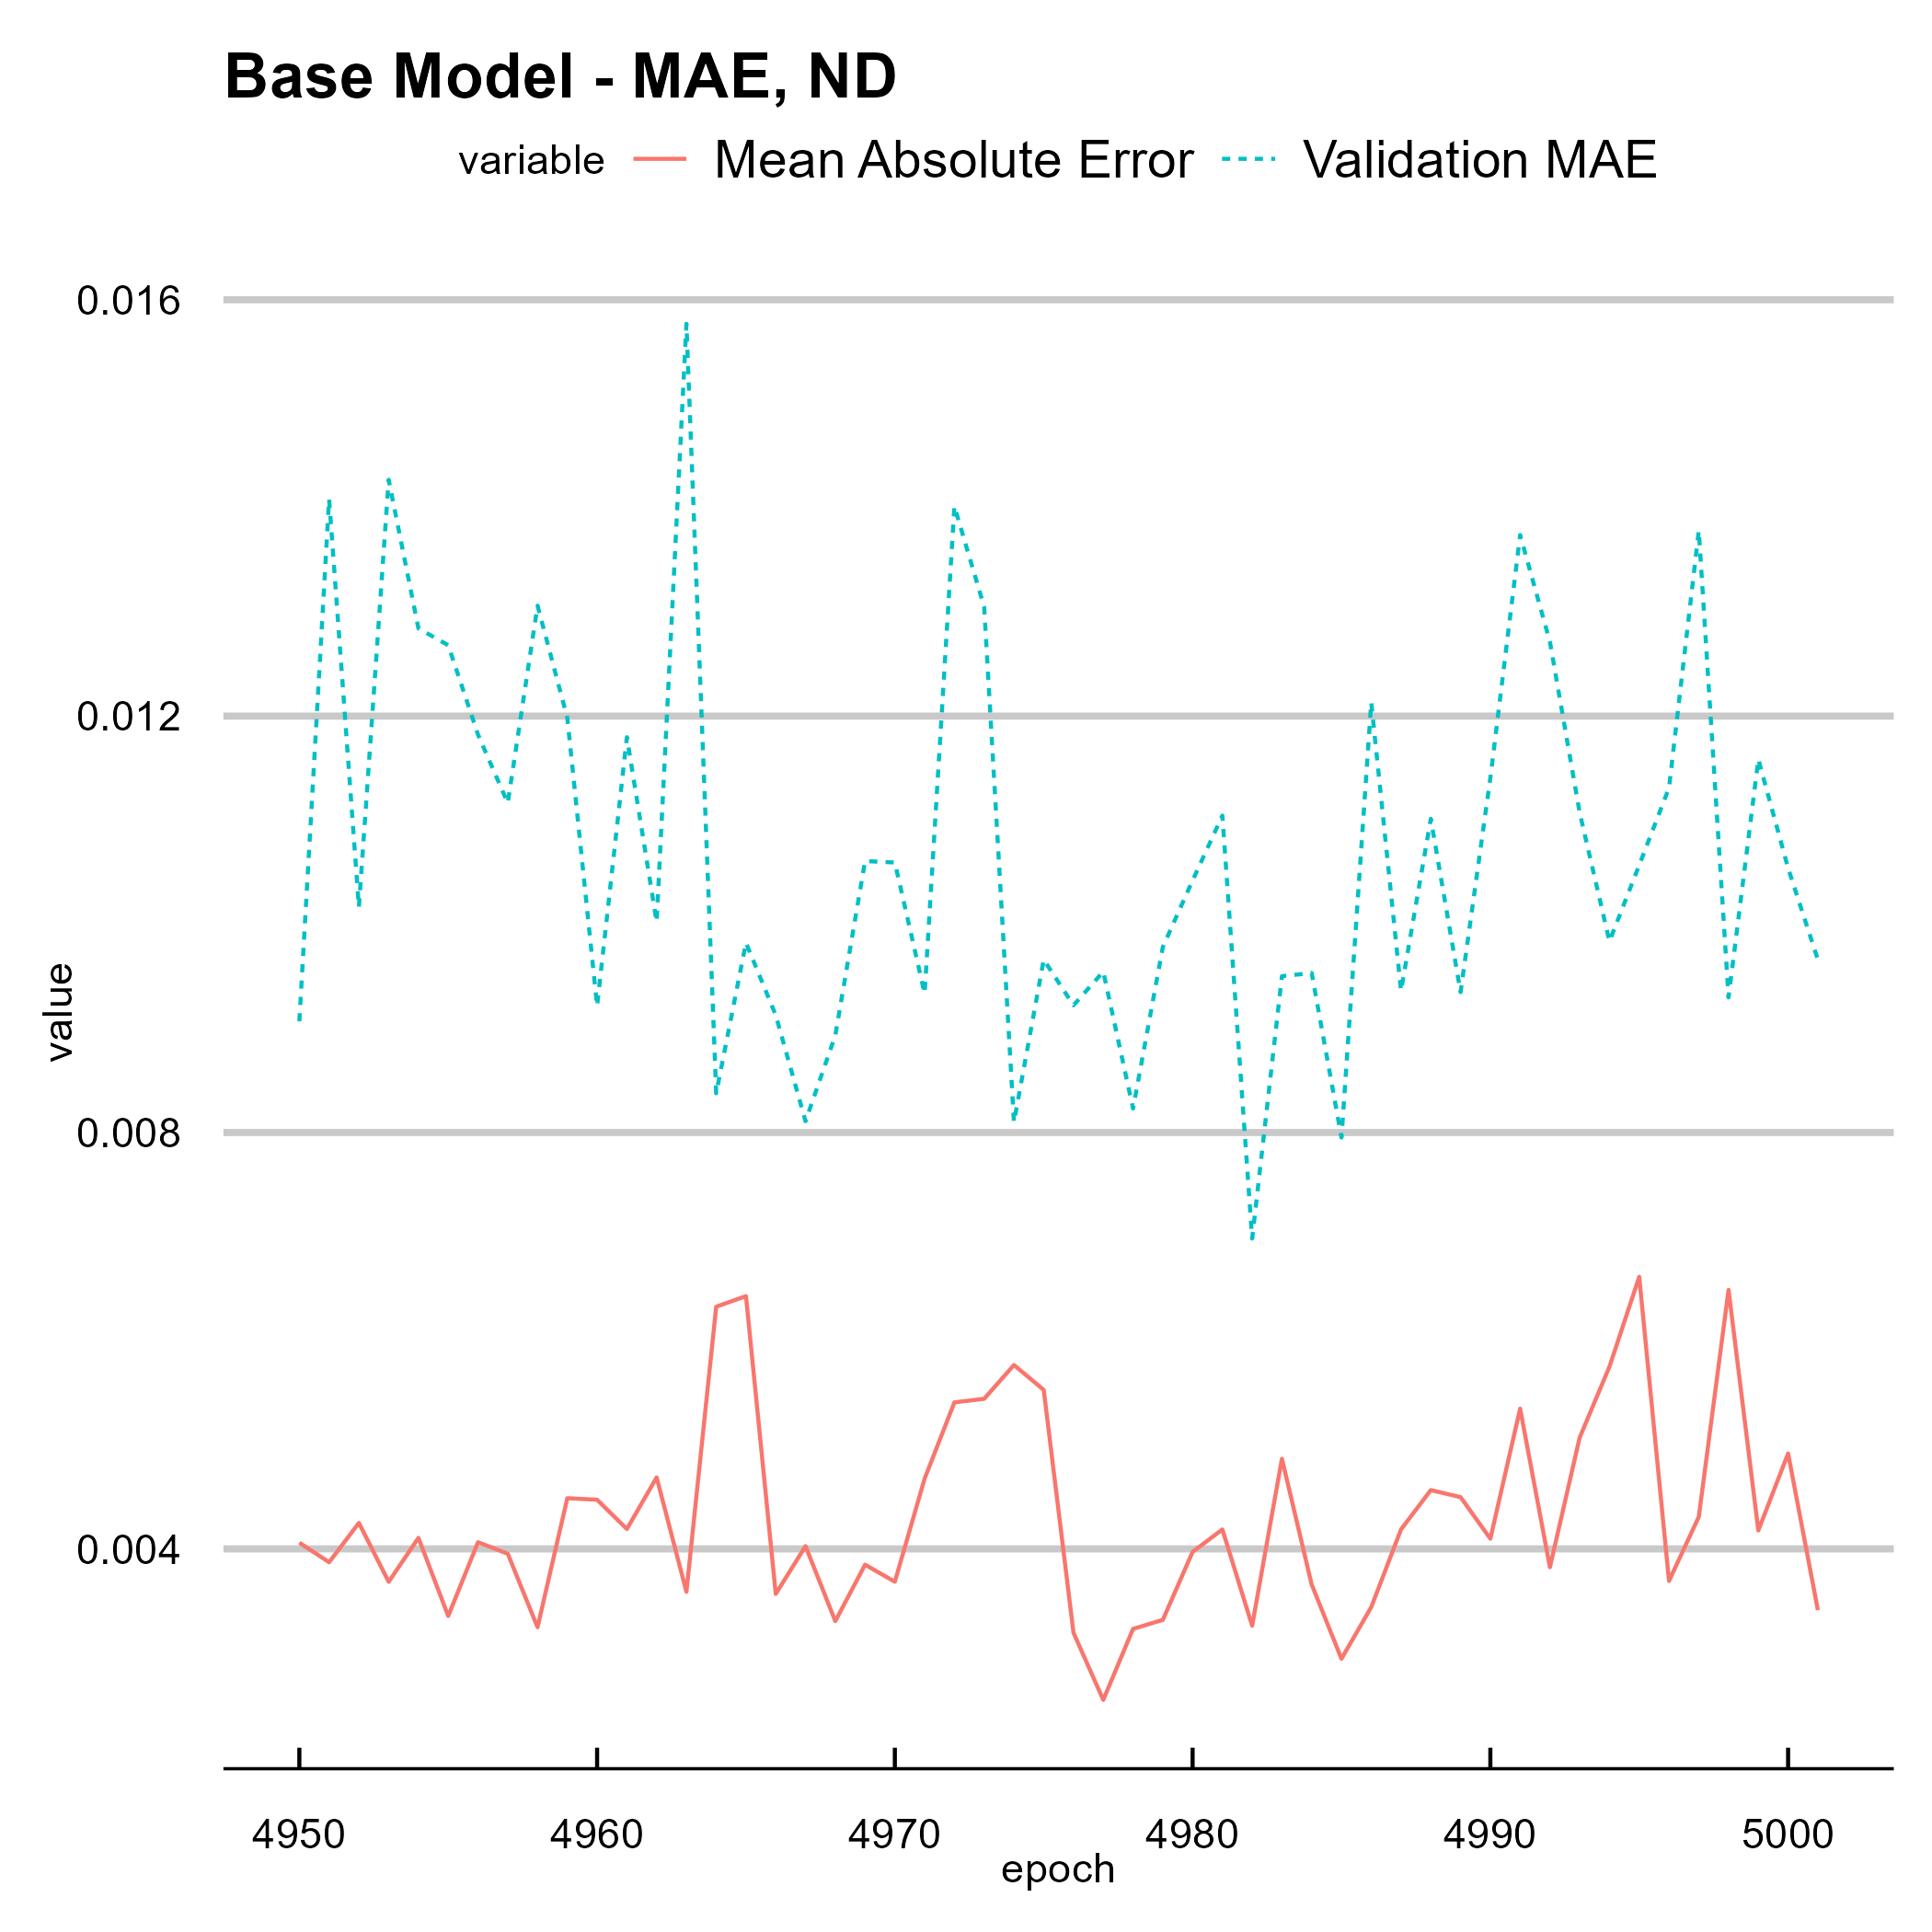 Base Model - MAE, ND
variable Mean Absolute Error Validation MAE
0.016
0.012
0.008
0.004
value
4950 4960 4970 4980 4990 5000
epoch